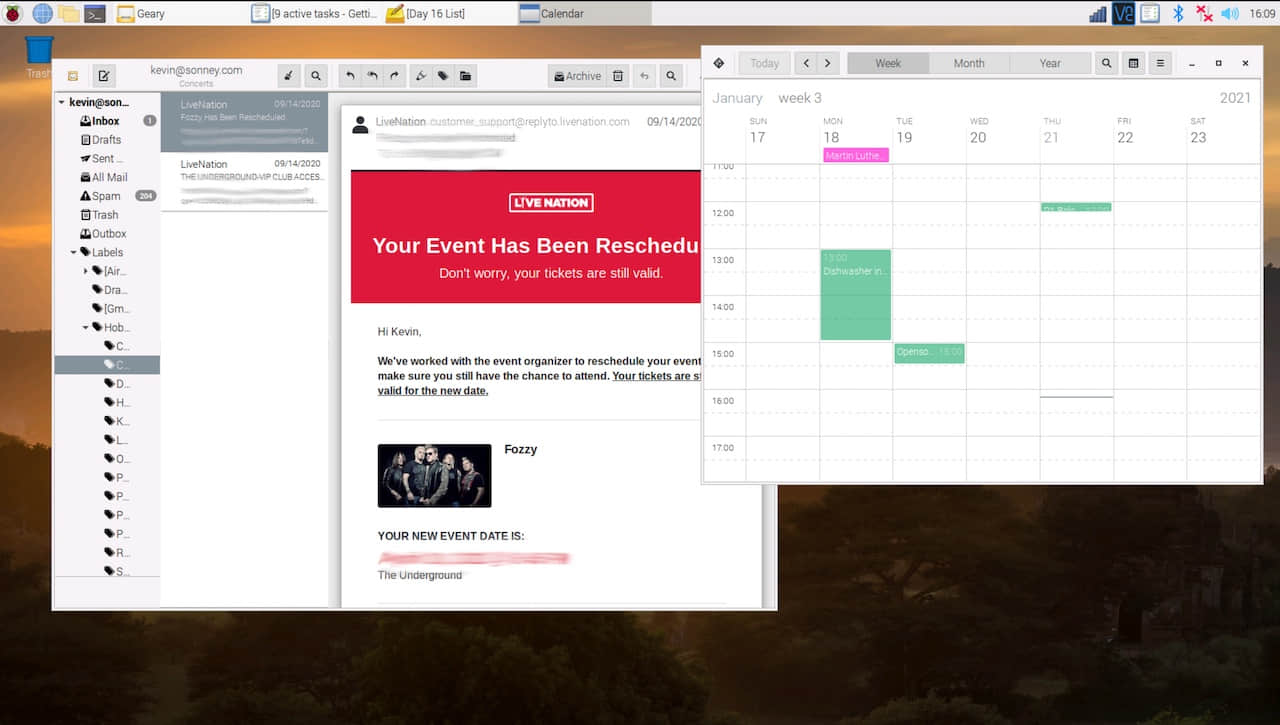 Geary
[9 active tasks - Getti...
[Day 16 List]
Calendar
16:09
Trash
kevin@sonney.com
Concerts
Archive
kevin@son...
Inbox 1
Drafts
Sent ...
All Mail
Spam 204
Trash
Outbox
Labels
[Air...
Dra...
[Gm...
Hob...
C...
C...
D...
H...
K...
L...
O...
P...
P...
P...
P...
R...
S...
LiveNation 09/14/2020
Fozzy Has Been Rescheduled
LiveNation 09/14/2020
THE UNDERGROUND-VIP CLUB ACCES...
LiveNation customer_support@replyto.livenation.com 09/14/2020
LIVE NATION
Your Event Has Been Reschedu
Don't worry, your tickets are still valid.
Hi Kevin,
We've worked with the event organizer to reschedule your event
make sure you still have the chance to attend. Your tickets are s
valid for the new date.
Fozzy
YOUR NEW EVENT DATE IS:
The Underground
Today
Week
Month
Year
January week 3 2021
SUN MON TUE WED THU FRI SAT
17 18 19 20 21 22 23
Martin Luthe...
11:00
12:00
13:00
14:00
15:00
16:00
17:00
13:00
Dishwasher in...
Openso... 15:00